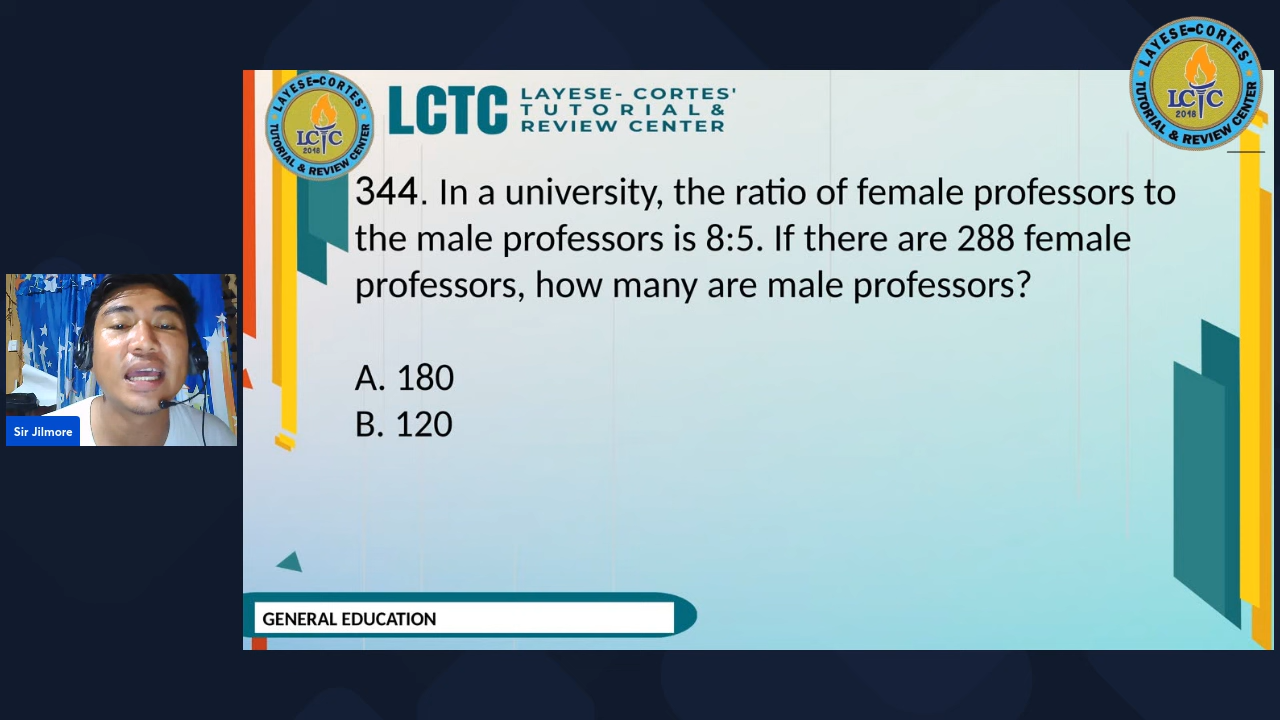 LAYESE-CORTES'
LCTC
2018
TUTORIAL & REVIEW CENTER
LCTC
LAYESE- CORTES'
TUTORIAL &
REVIEW CENTER
LAYESE-CORTES'
LCTC
2018
TUTORIAL & REVIEW CENTER
344. In a university, the ratio of female professors to
the male professors is 8:5. If there are 288 female
professors, how many are male professors?
A. 180
B. 120
Sir Jilmore
GENERAL EDUCATION